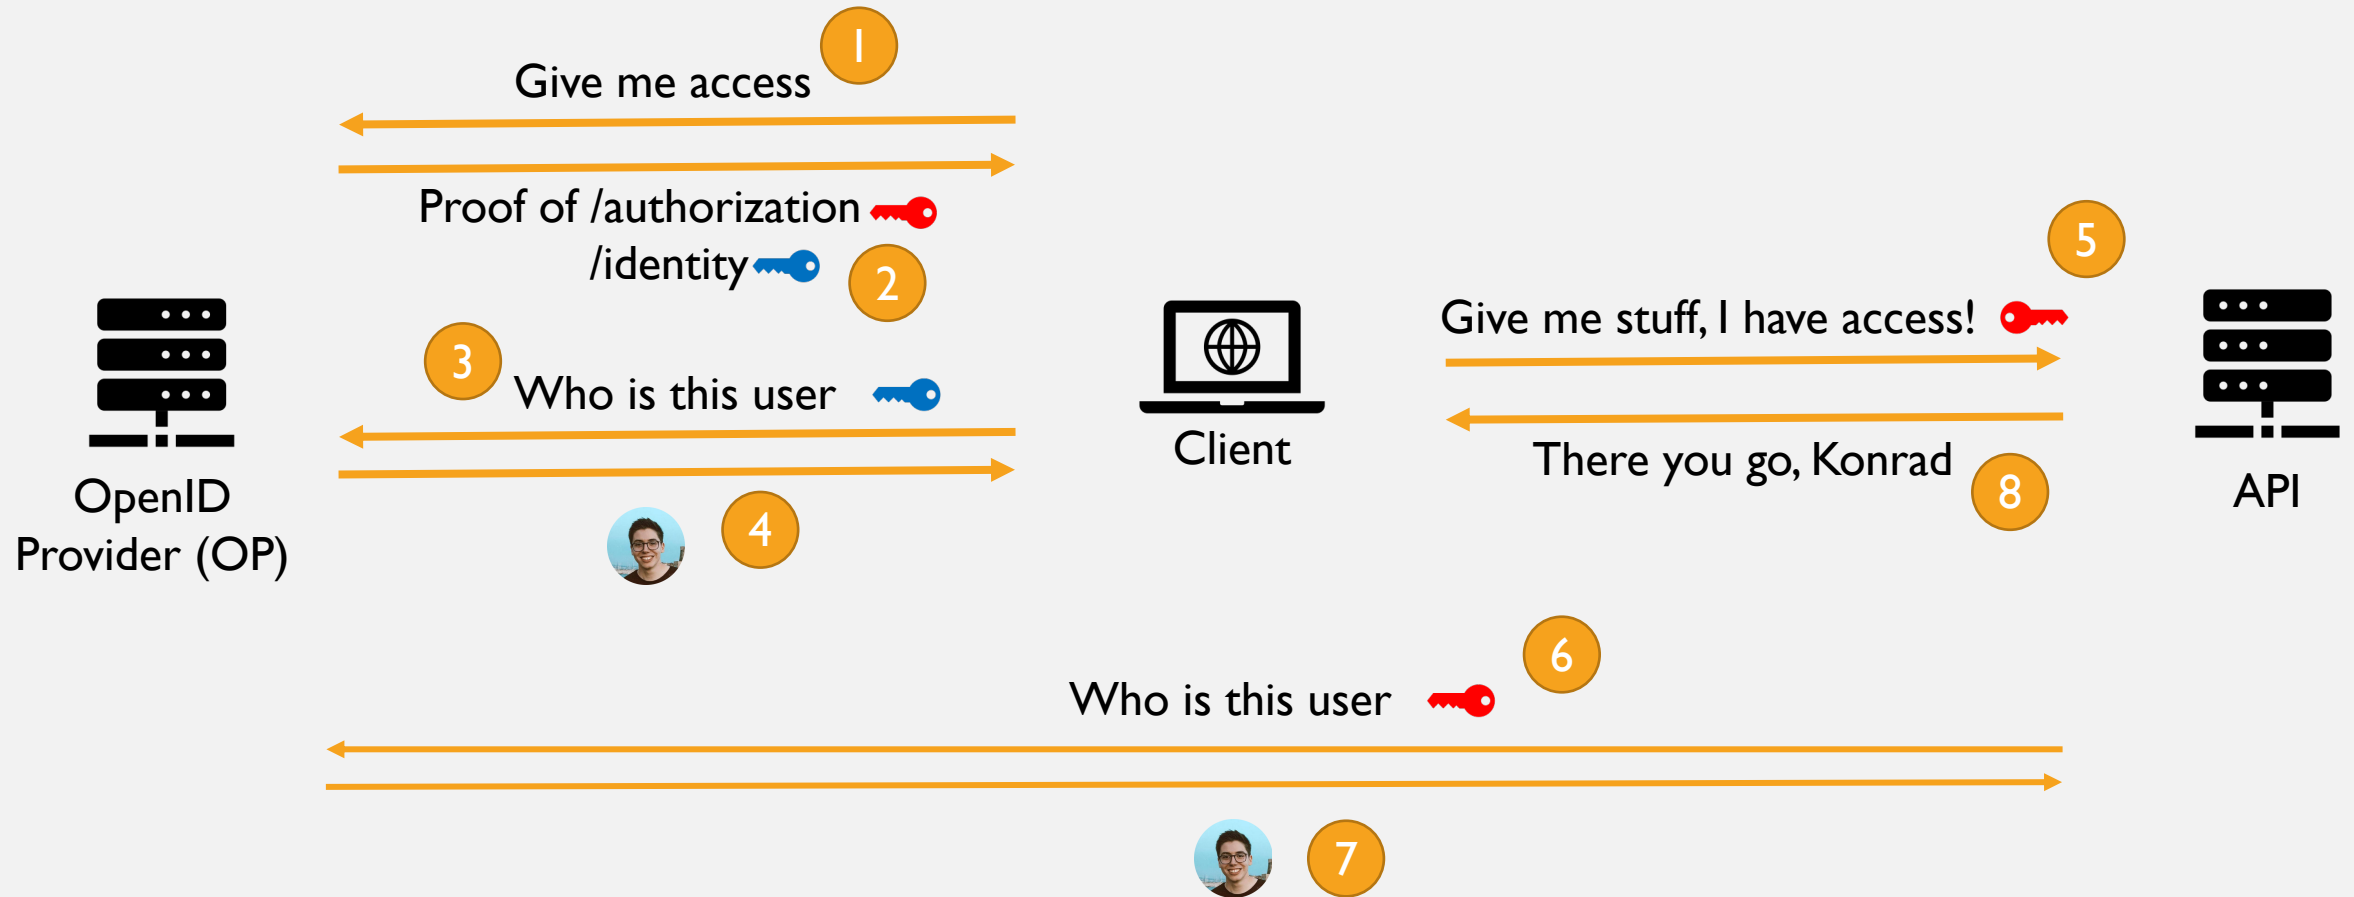 1
Give me access
Proof of /authorization
/identity
2
3
Who is this user
4
OpenID
Provider (OP)
Client
5
Give me stuff, I have access!
There you go, Konrad
8
API
6
Who is this user
7